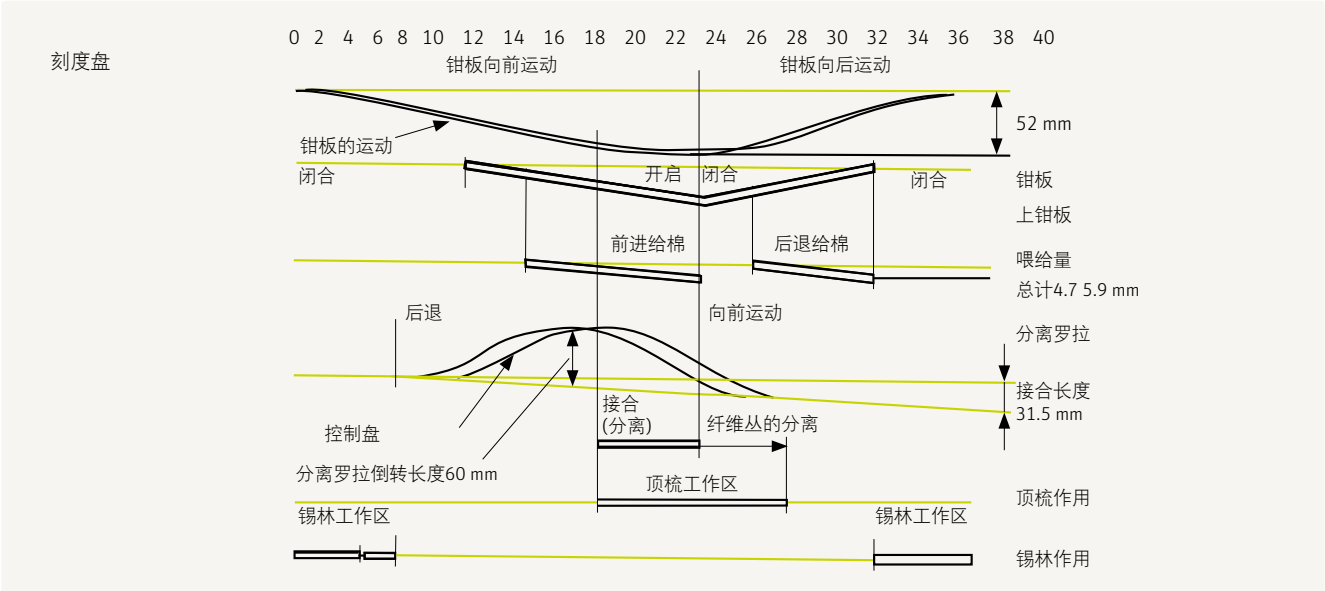 0 2 4 6 8 10 12 14 16 18 20 22 24 26 28 30 32 34 36 38 40
刻度盘
钳板向前运动 钳板向后运动
52 mm
钳板的运动
闭合 开启 闭合 闭合 钳板
上钳板
前进给棉 后退给棉
喂给量
总计4.7 5.9 mm
后退 向前运动
分离罗拉
接合长度
31.5 mm
接合
(分离)
纤维丛的分离
控制盘
分离罗拉倒转长度60 mm
顶梳工作区
顶梳作用
锡林工作区 锡林工作区
锡林作用